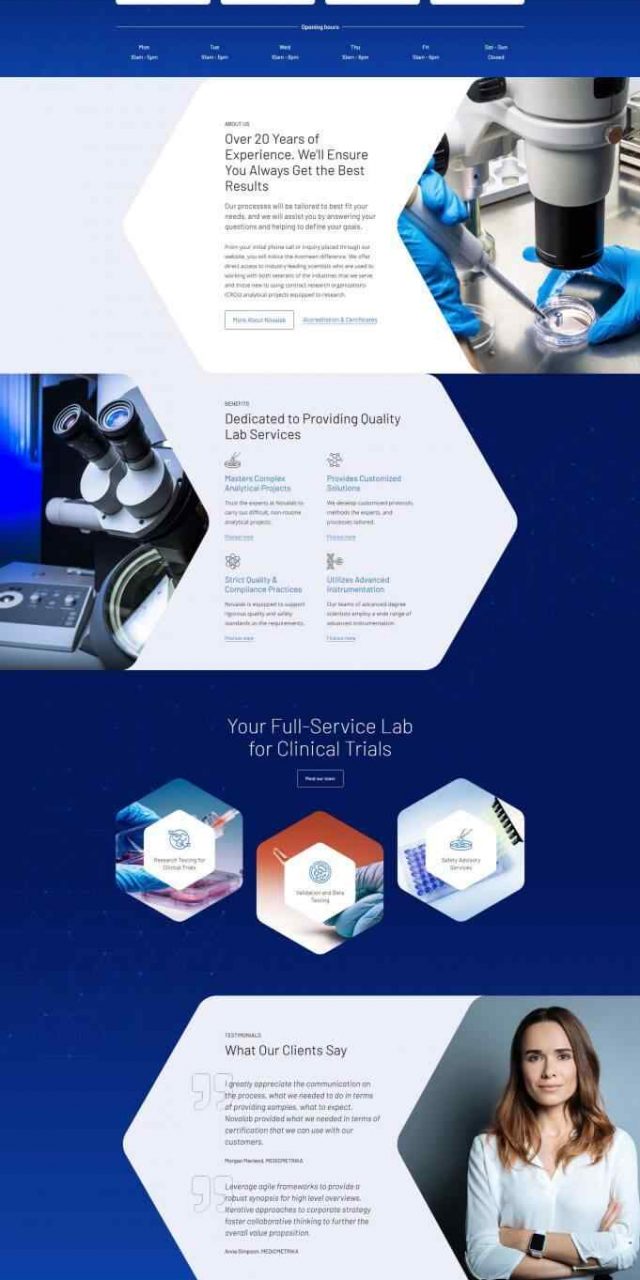 Opening hours
Mon Tue Wed Thu Fri Sat - Sun
10am - 5pm 10am - 5pm 10am - 5pm 10am - 5pm 10am - 5pm Closed
ABOUT US
Over 20 Years of
Experience. We'll Ensure
You Always Get the Best
Results
Our processes will be tailored to best fit your
needs, and we will assist you by answering your
questions and helping to define your goals.
From your initial phone call or inquiry placed through our
website, you will notice the Avomeen difference. We offer
direct access to industry-leading scientists who are used to
working with both veterans of the industries that we serve
and those new to using contract research organizations
(CROs) analytical projects equipped to research.
More About Novalab Accreditation & Certificates
BENEFITS
Dedicated to Providing Quality
Lab Services
Masters Complex
Analytical Projects
Trust the experts at Novalab to
carry out difficult, non-routine
analytical projects.
Find out more
Provides Customized
Solutions
We develop customized protocols,
methods the experts, and
processes tailored.
Find out more
Strict Quality &
Compliance Practices
Novalab is equipped to support
rigorous quality and safety
standards as the requirements.
Find out more
Utilizes Advanced
Instrumentation
Our teams of advanced degree
scientists employ a wide range of
advanced instrumentation.
Find out more
Your Full-Service Lab
for Clinical Trials
Meet our team
Research Testing for
Clinical Trials
Validation and Beta
Testing
Safety Advisory
Services
TESTIMONIALS
What Our Clients Say
I greatly appreciate the communication on
the process, what we needed to do in terms
of providing samples, what to expect.
Novalab provided what we needed in terms of
certification that we can use with our
customers.
Morgan Macleod, MEDICMETRIKA
Leverage agile frameworks to provide a
robust synopsis for high level overviews.
Iterative approaches to corporate strategy
foster collaborative thinking to further the
overall value proposition.
Anna Simpson, MEDICMETRIKA